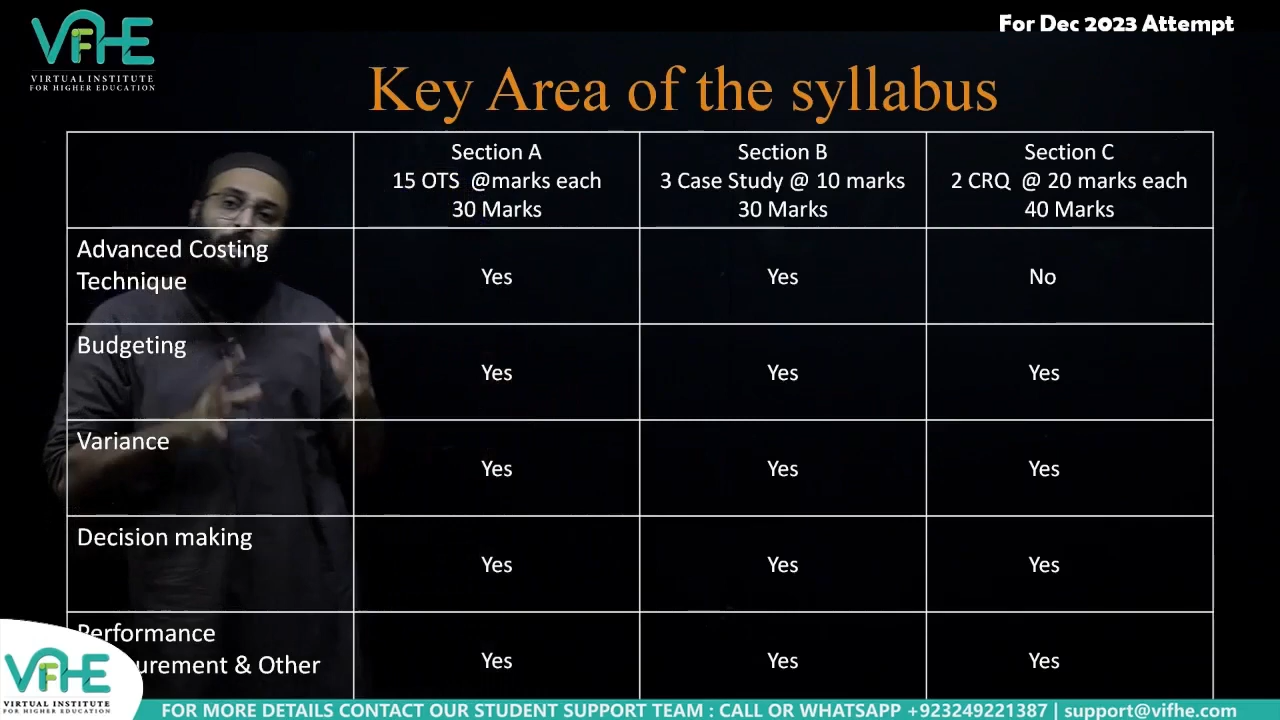 VIFHE
VIRTUAL INSTITUTE
FOR HIGHER EDUCATION
For Dec 2023 Attempt
Key Area of the syllabus
Section A
15 OTS @marks each
30 Marks
Section B
3 Case Study @ 10 marks
30 Marks
Section C
2 CRQ @ 20 marks each
40 Marks
Advanced Costing
Technique
Yes
Yes
No
Budgeting
Yes
Yes
Yes
Variance
Yes
Yes
Yes
Decision making
Yes
Yes
Yes
Performance
urement & Other
Yes
Yes
Yes
VIFHE
VIRTUAL INSTITUTE
FOR HIGHER EDUCATION
FOR MORE DETAILS CONTACT OUR STUDENT SUPPORT TEAM : CALL OR WHATSAPP +923249221387 | support@vifhe.com